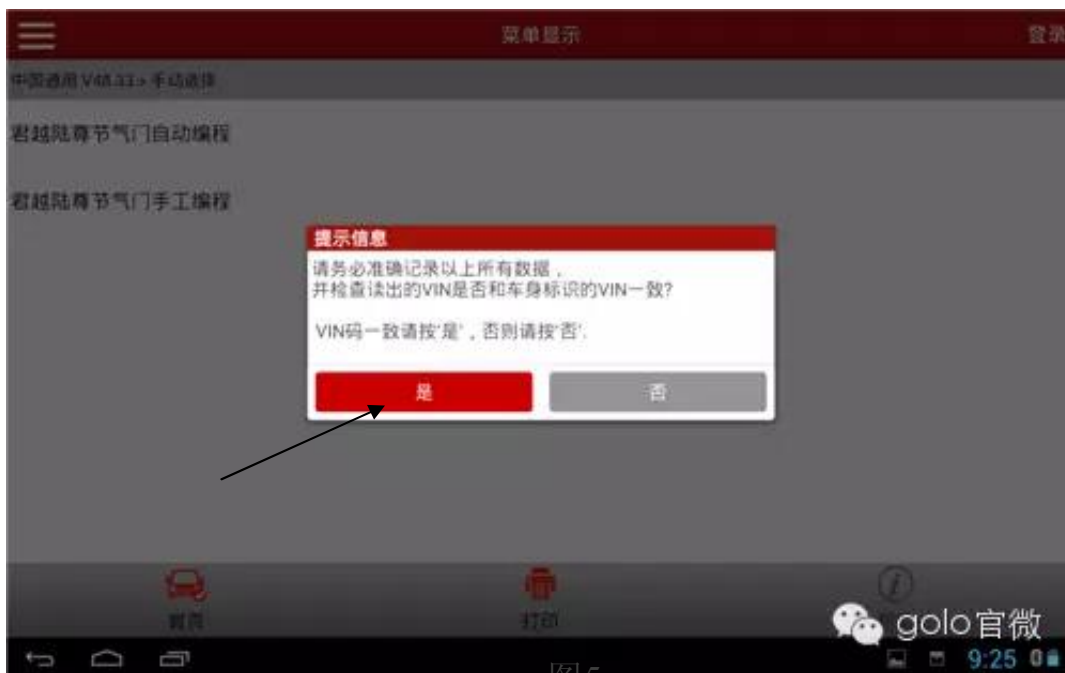 菜单显示
登录
中国通用 V48.33 > 手动选择
君越陆尊节气门自动编程
君越陆尊节气门手工编程
提示信息
请务必准确记录以上所有数据，
并检查读出的VIN是否和车身标识的VIN一致?
VIN码一致请按'是'，否则请按'否'.
是
否
首页
打印
golo官微
9:25
图 5